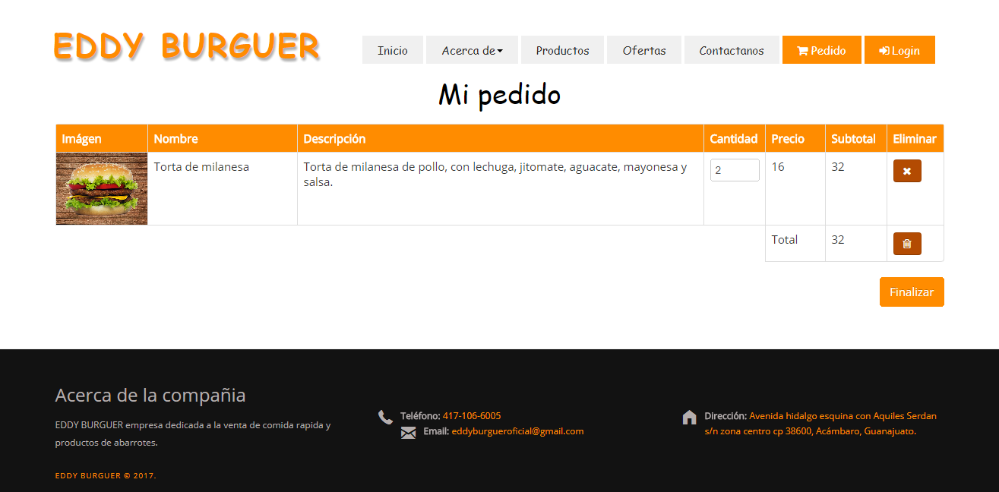 EDDY BURGUER
Inicio
Acerca de
Productos
Ofertas
Contactanos
Pedido
Login
Mi pedido
Imágen Nombre Descripción Cantidad Precio Subtotal Eliminar
Torta de milanesa
Torta de milanesa de pollo, con lechuga, jitomate, aguacate, mayonesa y
salsa.
2
16
32
Total 32
Finalizar
Acerca de la compañia
EDDY BURGUER empresa dedicada a la venta de comida rapida y
productos de abarrotes.
EDDY BURGUER © 2017.
Teléfono: 417-106-6005
Email: eddyburgueroficial@gmail.com
Dirección: Avenida hidalgo esquina con Aquiles Serdan
s/n zona centro cp 38600, Acámbaro, Guanajuato.